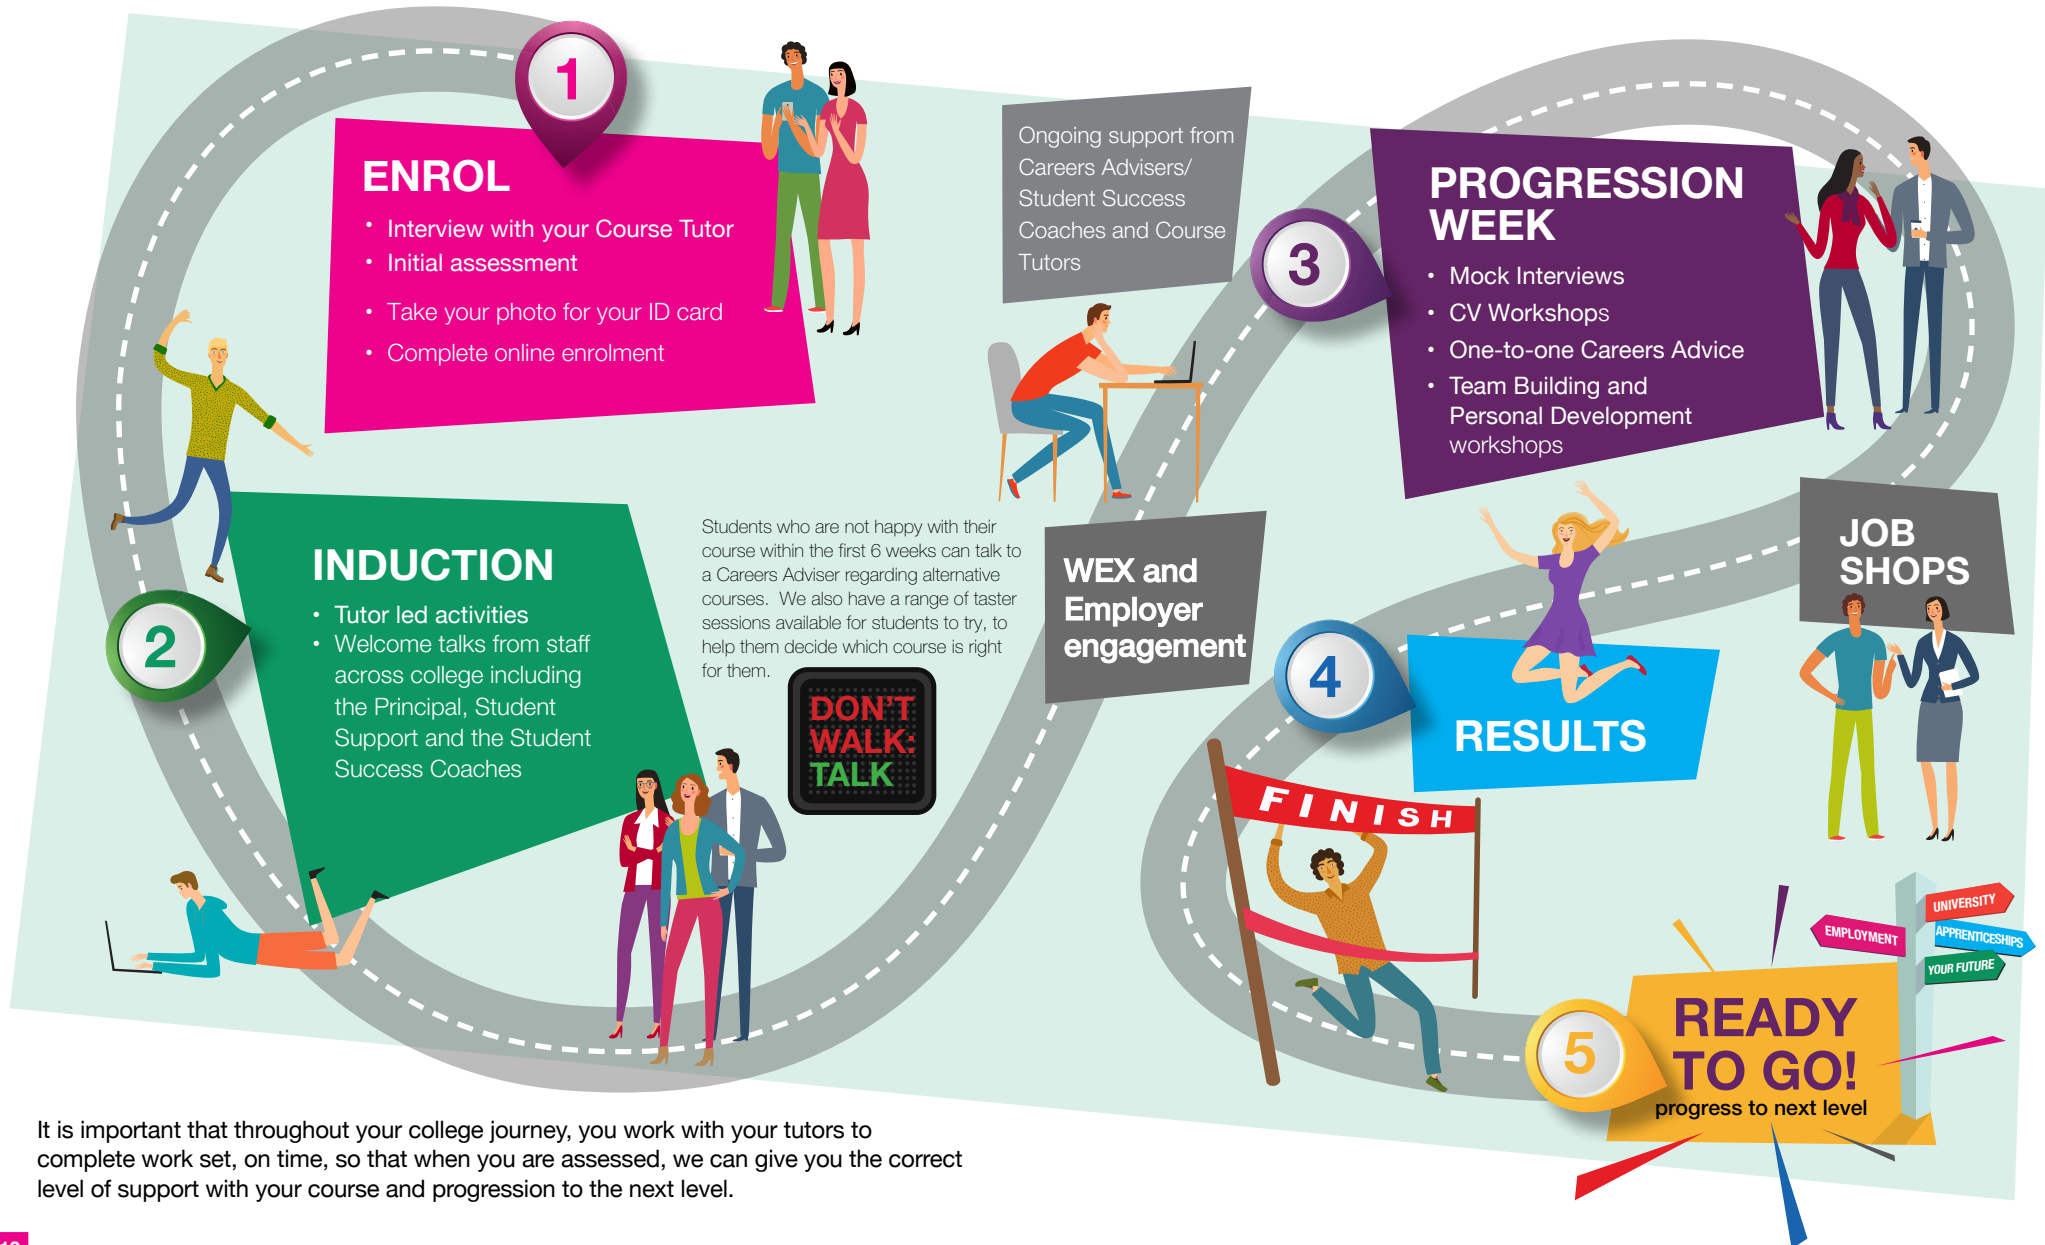 1
ENROL
• Interview with your Course Tutor
• Initial assessment
• Take your photo for your ID card
• Complete online enrolment
2
INDUCTION
• Tutor led activities
• Welcome talks from staff
across college including
the Principal, Student
Support and the Student
Success Coaches
Students who are not happy with their
course within the first 6 weeks can talk to
a Careers Adviser regarding alternative
courses.  We also have a range of taster
sessions available for students to try, to
help them decide which course is right
for them.
DON'T
WALK:
TALK
Ongoing support from
Careers Advisers/
Student Success
Coaches and Course
Tutors
WEX and
Employer
engagement
3
PROGRESSION
WEEK
• Mock Interviews
• CV Workshops
• One-to-one Careers Advice
• Team Building and
Personal Development
workshops
JOB
SHOPS
4
RESULTS
FINISH
UNIVERSITY
EMPLOYMENT
APPRENTICESHIPS
YOUR FUTURE
5
READY
TO GO!
progress to next level
It is important that throughout your college journey, you work with your tutors to
complete work set, on time, so that when you are assessed, we can give you the correct
level of support with your course and progression to the next level.